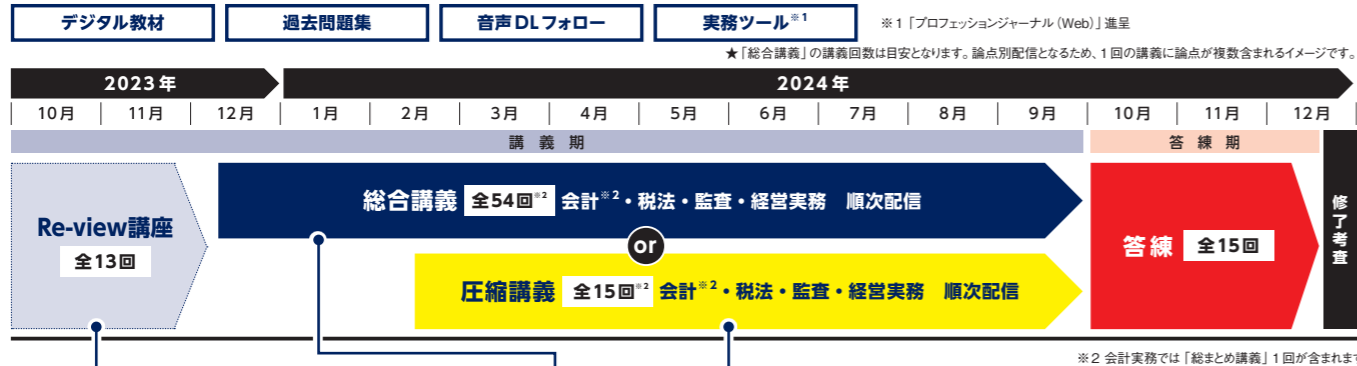 デジタル教材 過去問題集 音声DLフォロー 実務ツール※1 ※1「プロフェッションジャーナル(Web)」進呈
★「総合講義」の講義回数は目安となります。論点別配信となるため、1回の講義に論点が複数含まれるイメージです。
2023年 2024年
10月 11月 12月 1月 2月 3月 4月 5月 6月 7月 8月 9月 10月 11月 12月
講義期 答練期
総合講義 全54回※2 会計※2・税法・監査・経営実務 順次配信
Re-view講座
全13回
or
圧縮講義 全15回※2 会計※2・税法・監査・経営実務 順次配信
答練 全15回
修了考査
※2 会計実務では「総まとめ講義」1回が含まれます